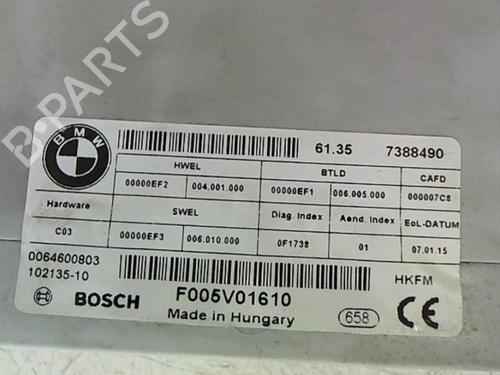 B-PARTS
BMW
61.35 7388490
HWEL BTLD CAFD
00000EF2 004.001.000 00000EF1 006.005.000 000007C8
Hardware SWEL Diag. Index Aend. Index EoL-DATUM
C03 00000EF3 006.010.000 0F1738 01 07.01.15
0064600803
102135-10 HKFM
BOSCH F005V01610
Made in Hungary 658 CE